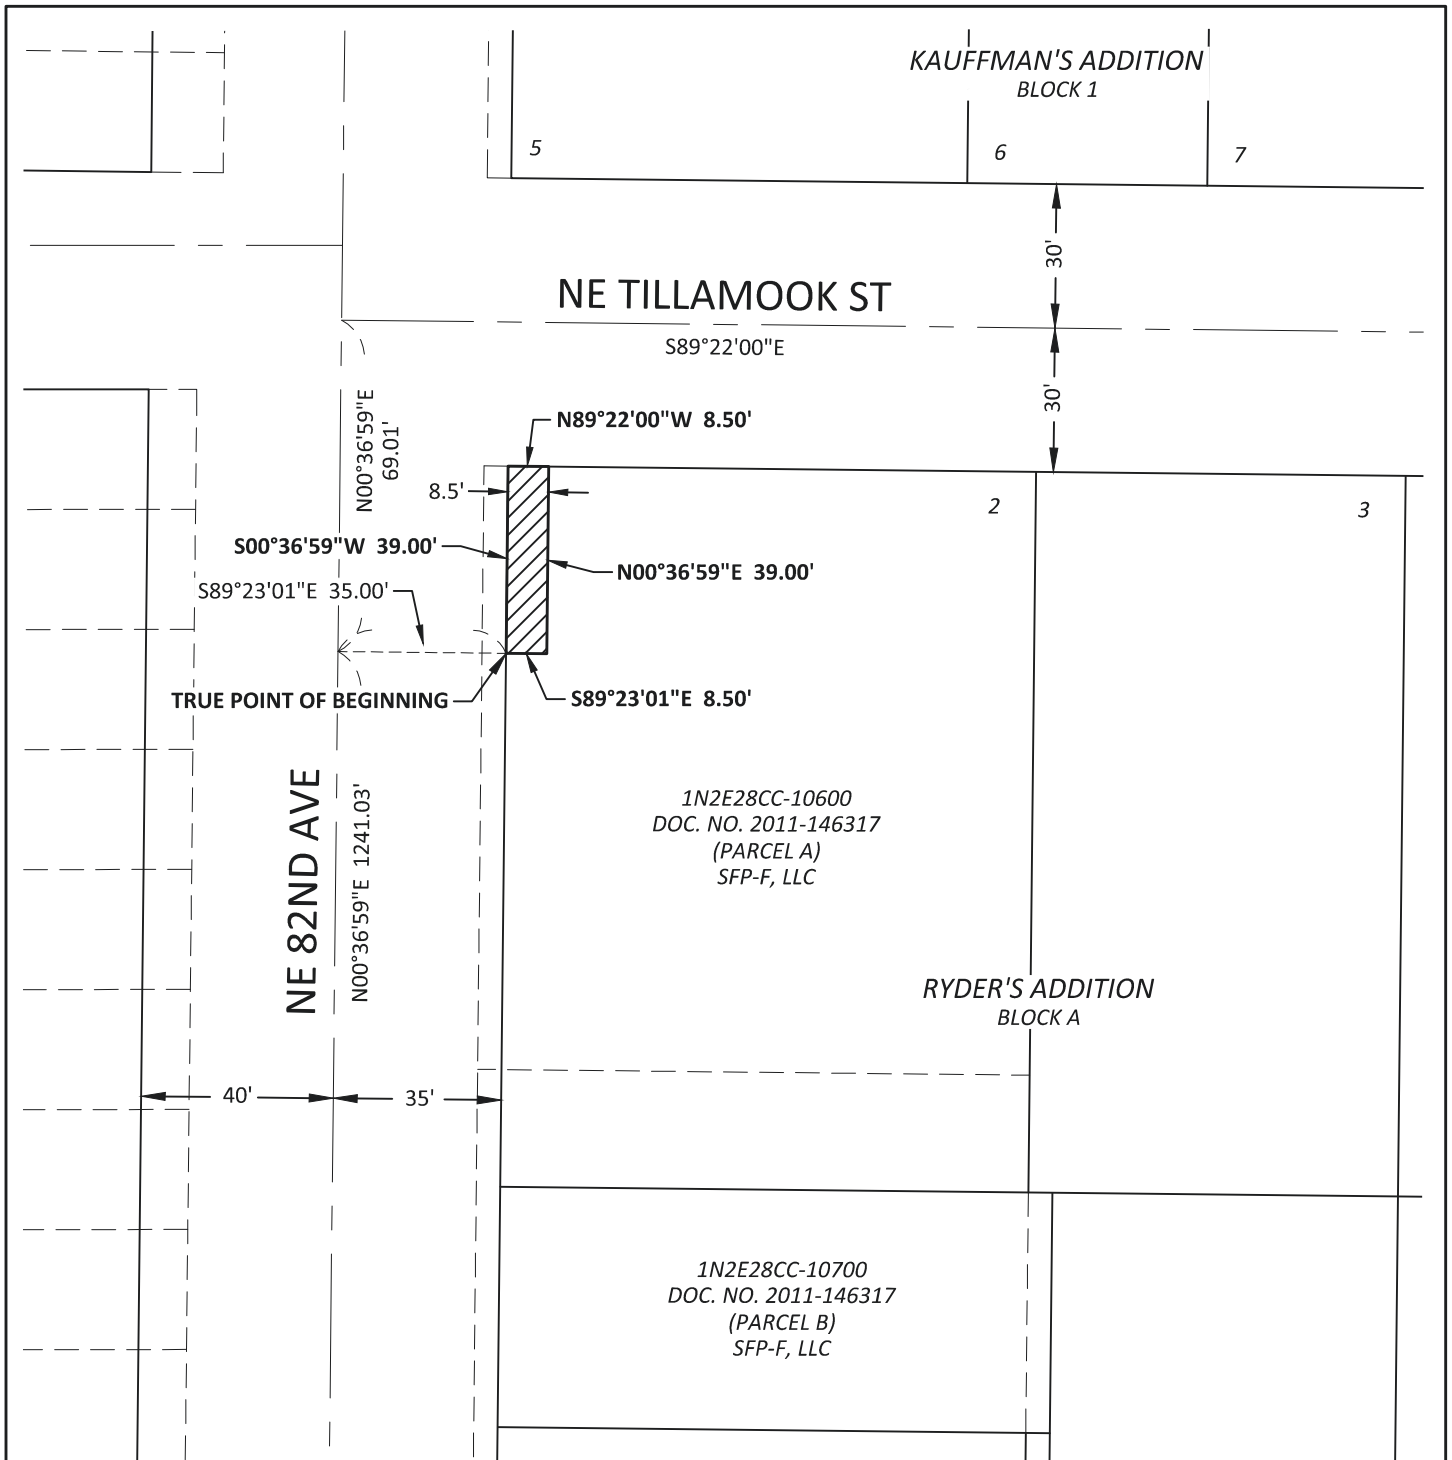 KAUFFMAN'S ADDITION
BLOCK 1
5
6
7
30'
NE TILLAMOOK ST
S89°22'00"E
30'
N00°36'59"E
69.01'
N89°22'00"W 8.50'
8.5'
2
3
S00°36'59"W 39.00'
N00°36'59"E 39.00'
S89°23'01"E 35.00'
TRUE POINT OF BEGINNING
S89°23'01"E 8.50'
NE 82ND AVE
N00°36'59"E 1241.03'
1N2E28CC-10600
DOC. NO. 2011-146317
(PARCEL A)
SFP-F, LLC
RYDER'S ADDITION
BLOCK A
40'
35'
1N2E28CC-10700
DOC. NO. 2011-146317
(PARCEL B)
SFP-F, LLC